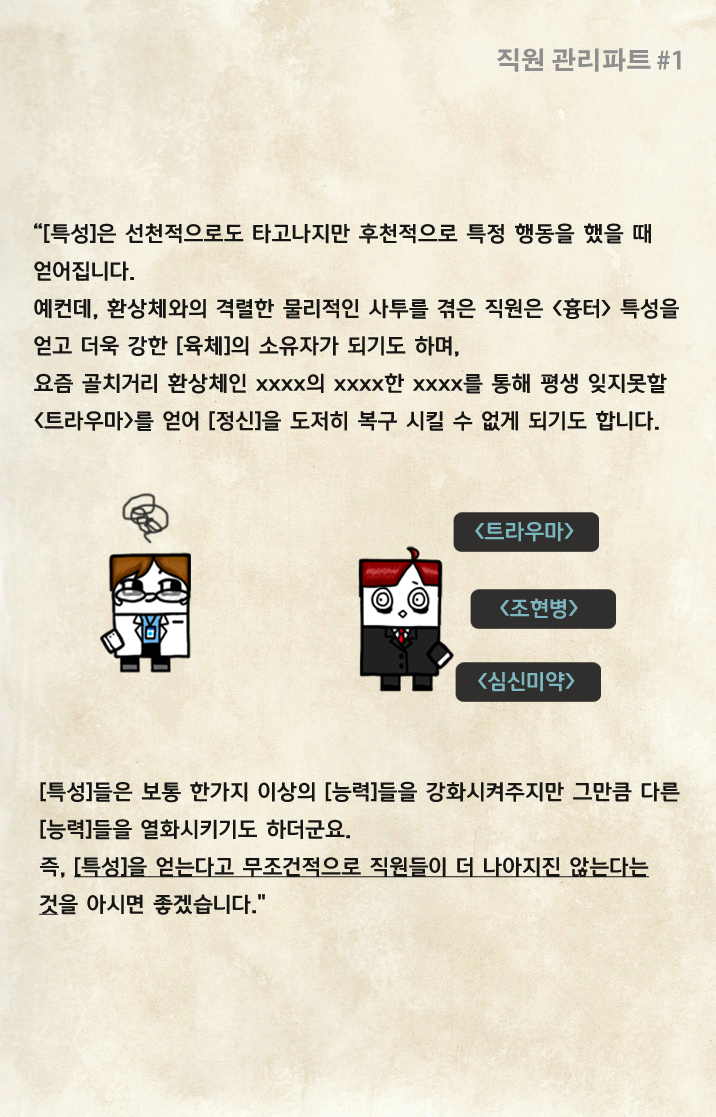 직원 관리파트 #1
“[특성]은 선천적으로도 타고나지만 후천적으로 특정 행동을 했을 때
얻어집니다.
예컨데, 환상체와의 격렬한 물리적인 사투를 겪은 직원은 <흉터> 특성을
얻고 더욱 강한 [육체]의 소유자가 되기도 하며,
요즘 골치거리 환상체인 xxxx의 xxxx한 xxxx를 통해 평생 잊지못할
<트라우마>를 얻어 [정신]을 도저히 복구 시킬 수 없게 되기도 합니다.
<트라우마>
<조현병>
<심신미약>
[특성]들은 보통 한가지 이상의 [능력]들을 강화시켜주지만 그만큼 다른
[능력]들을 열화시키기도 하더군요.
즉, [특성]을 얻는다고 무조건적으로 직원들이 더 나아지진 않는다는
것을 아시면 좋겠습니다."